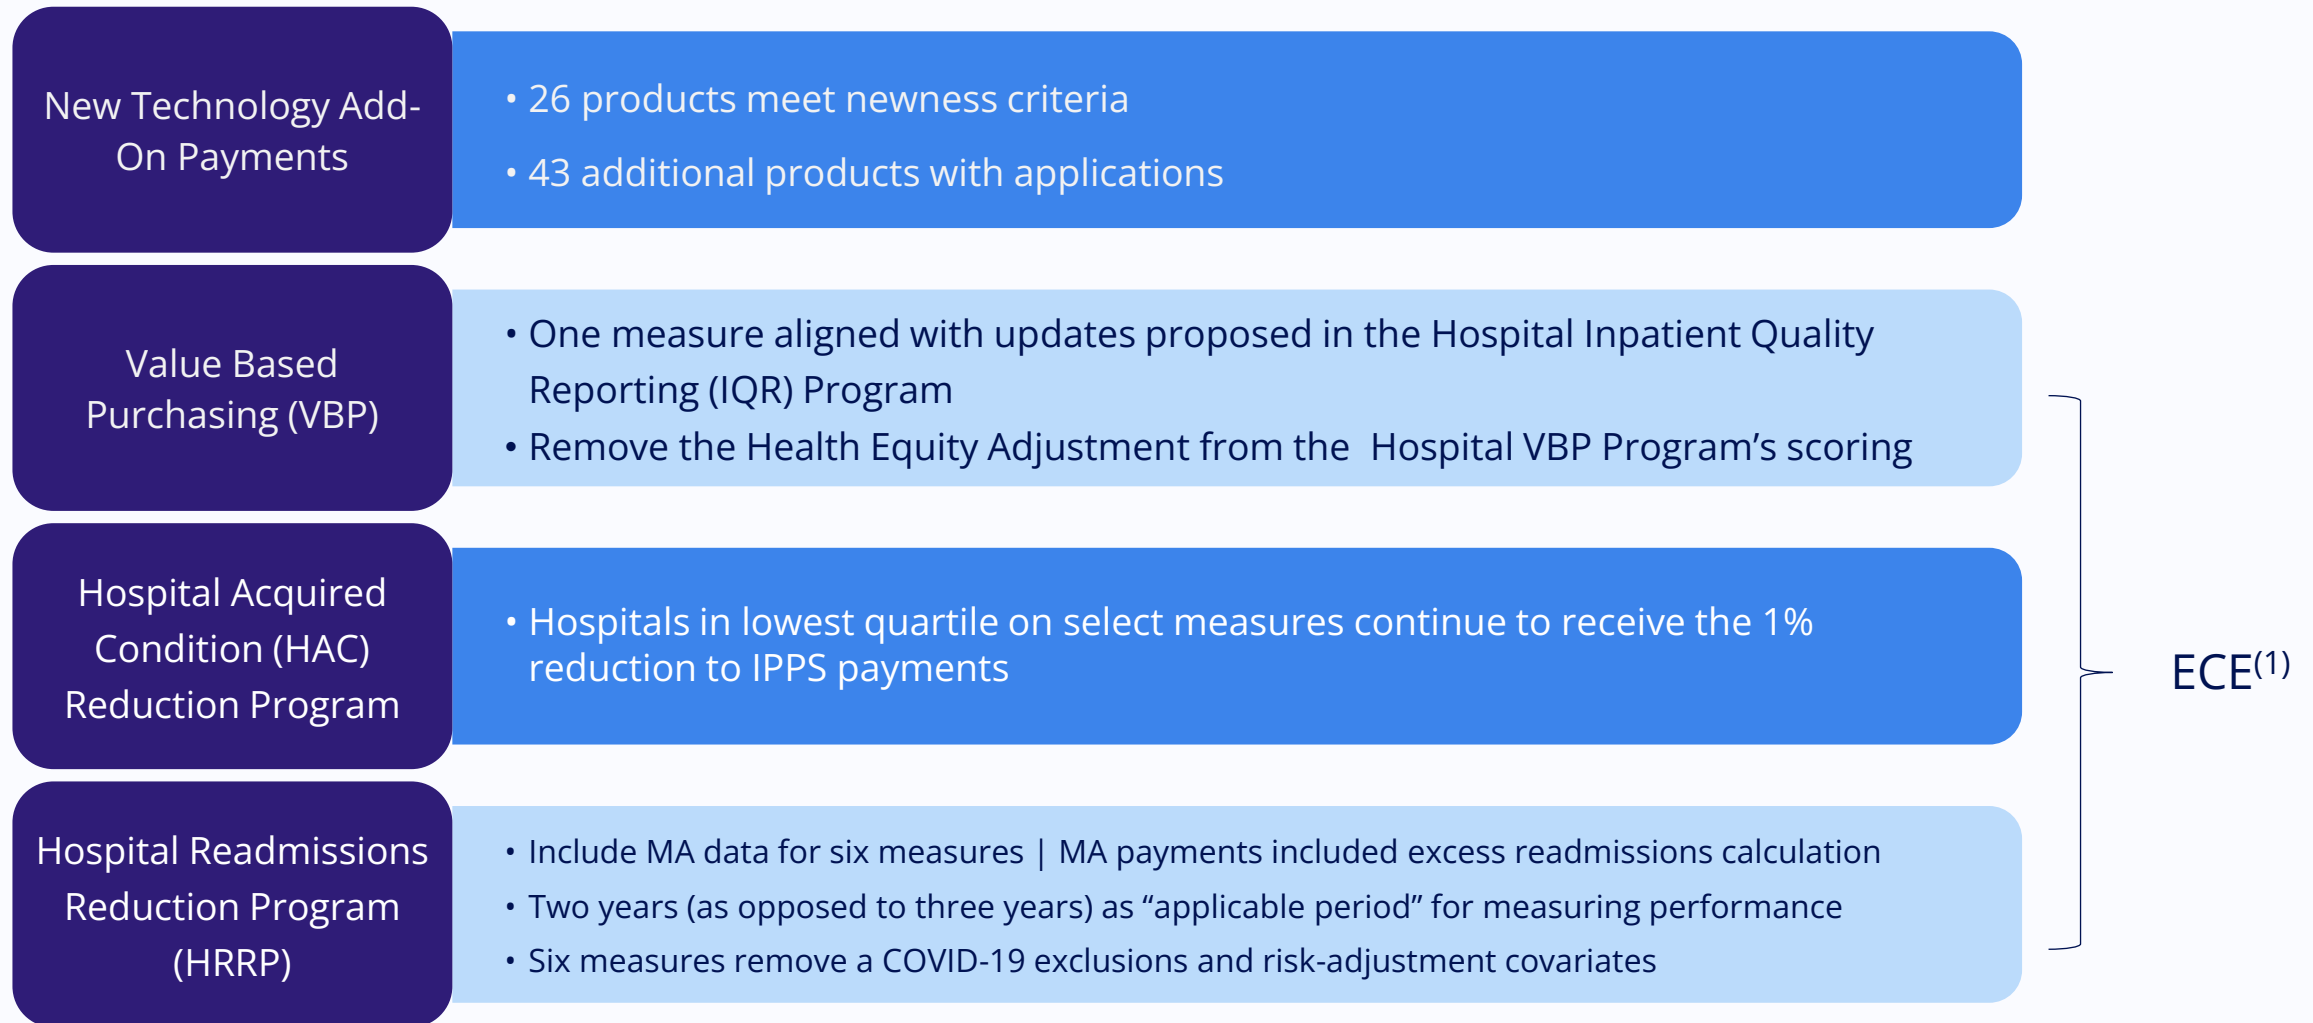 New Technology Add-
On Payments
• 26 products meet newness criteria
• 43 additional products with applications
Value Based
Purchasing (VBP)
• One measure aligned with updates proposed in the Hospital Inpatient Quality
Reporting (IQR) Program
• Remove the Health Equity Adjustment from the  Hospital VBP Program’s scoring
Hospital Acquired
Condition (HAC)
Reduction Program
• Hospitals in lowest quartile on select measures continue to receive the 1%
reduction to IPPS payments
Hospital Readmissions
Reduction Program
(HRRP)
• Include MA data for six measures | MA payments included excess readmissions calculation
• Two years (as opposed to three years) as “applicable period” for measuring performance
• Six measures remove a COVID-19 exclusions and risk-adjustment covariates
ECE(1)